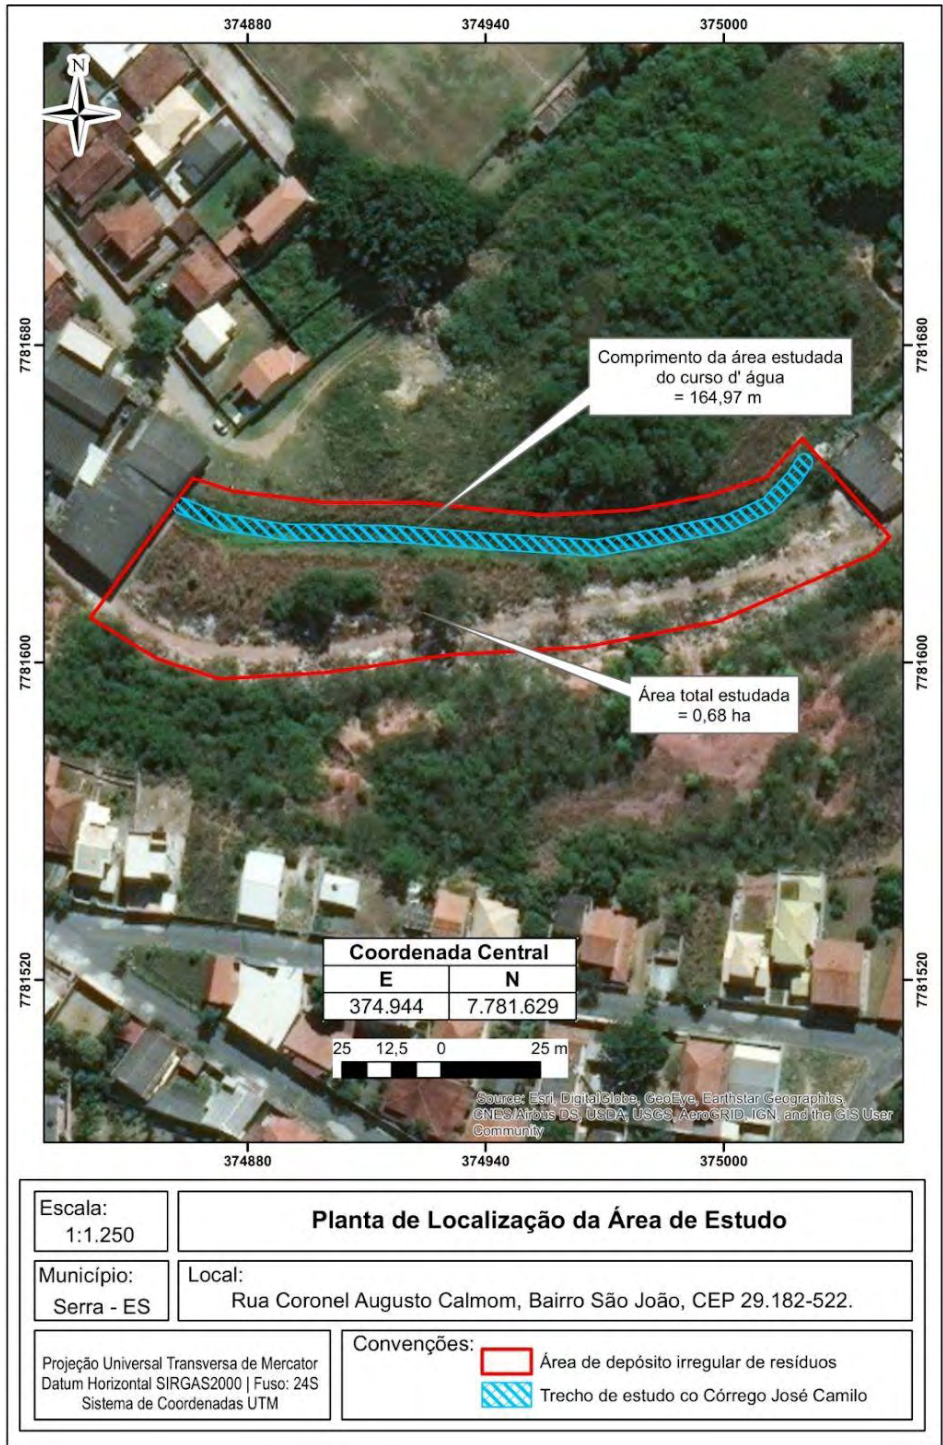 374880 374940 375000
N
7781680 7781680
Comprimento da área estudada
do curso d' água
= 164,97 m
7781600 7781600
Área total estudada
= 0,68 ha
7781520 7781520
Coordenada Central
E N
374.944 7.781.629
25 12,5 0 25 m
Source: Esri, DigitalGlobe, GeoEye, Earthstar Geographics,
CNES/Airbus DS, USDA, USGS, AeroGRID, IGN, and the GIS User
Community
374880 374940 375000
Escala:
1:1.250
Planta de Localização da Área de Estudo
Município:
Serra - ES
Local:
Rua Coronel Augusto Calmom, Bairro São João, CEP 29.182-522.
Projeção Universal Transversa de Mercator
Datum Horizontal SIRGAS2000 | Fuso: 24S
Sistema de Coordenadas UTM
Convenções:
Área de depósito irregular de resíduos
Trecho de estudo co Córrego José Camilo